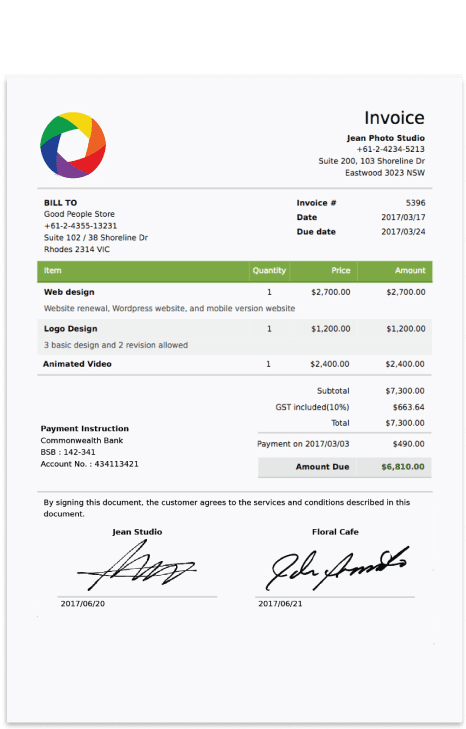 Invoice
Jean Photo Studio
+61-2-4234-5213
Suite 200, 103 Shoreline Dr
Eastwood 3023 NSW
BILL TO
Good People Store
+61-2-4355-13231
Suite 102 / 38 Shoreline Dr
Rhodes 2314 VIC
Invoice # 5396
Date 2017/03/17
Due date 2017/03/24
Item Quantity Price Amount
Web design 1 $2,700.00 $2,700.00
Website renewal, Wordpress website, and mobile version website
Logo Design 1 $1,200.00 $1,200.00
3 basic design and 2 revision allowed
Animated Video 1 $2,400.00 $2,400.00
Subtotal $7,300.00
GST included(10%) $663.64
Total $7,300.00
Payment on 2017/03/03 $490.00
Amount Due $6,810.00
Payment Instruction
Commonwealth Bank
BSB : 142-341
Account No. : 434113421
By signing this document, the customer agrees to the services and conditions described in this
document.
Jean Studio Floral Cafe
2017/06/20 2017/06/21